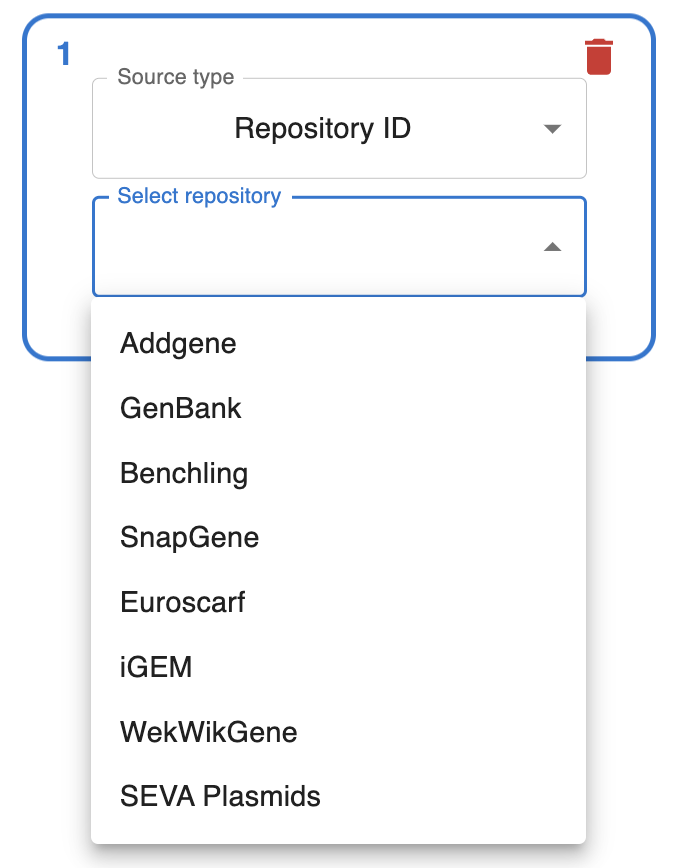 1
Source type
Repository ID
Select repository
Addgene
GenBank
Benchling
SnapGene
Euroscarf
iGEM
WekWikGene
SEVA Plasmids